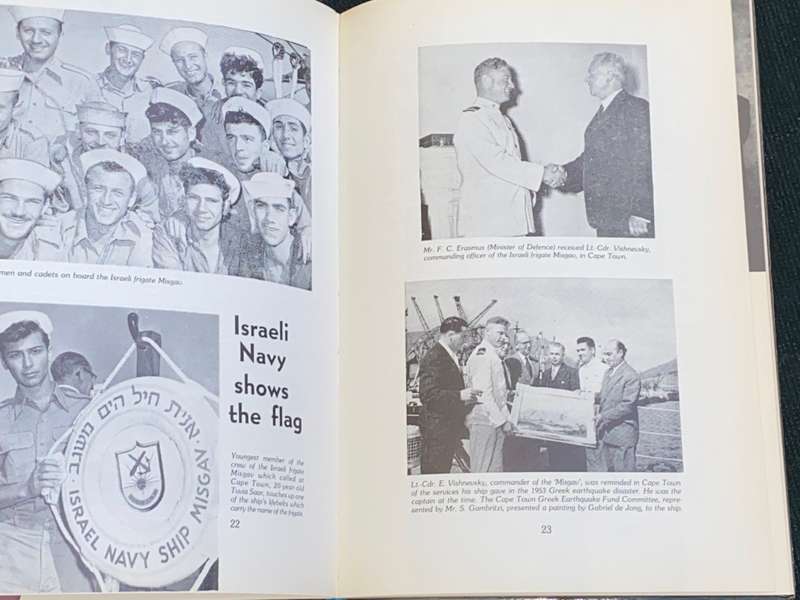 men and cadets on board the Israeli frigate Misgav.
Israeli
Navy
shows
the flag
אנית חיל הים משגב
ISRAEL NAVY SHIP MISGAV
Youngest member of the
crew of the Israeli frigate
Misgav which called at
Cape Town, 20 year old
Tuvia Saar, touches up one
of the ship's lifebelts which
carry the name of the frigate.
22
Mr. F. C. Erasmus (Minister of Defence) received Lt. Cdr. Vishnevsky,
commanding officer of the Israeli frigate Misgav, in Cape Town.
Lt.-Cdr. E. Vishnevsky, commander of the 'Misgav', was reminded in Cape Town
of the services his ship gave in the 1953 Greek earthquake disaster. He was the
captain at the time. The Cape Town Greek Earthquake Fund Committee, repre-
sented by Mr. S. Gambritzi, presented a painting by Gabriel de Jong, to the ship.
23